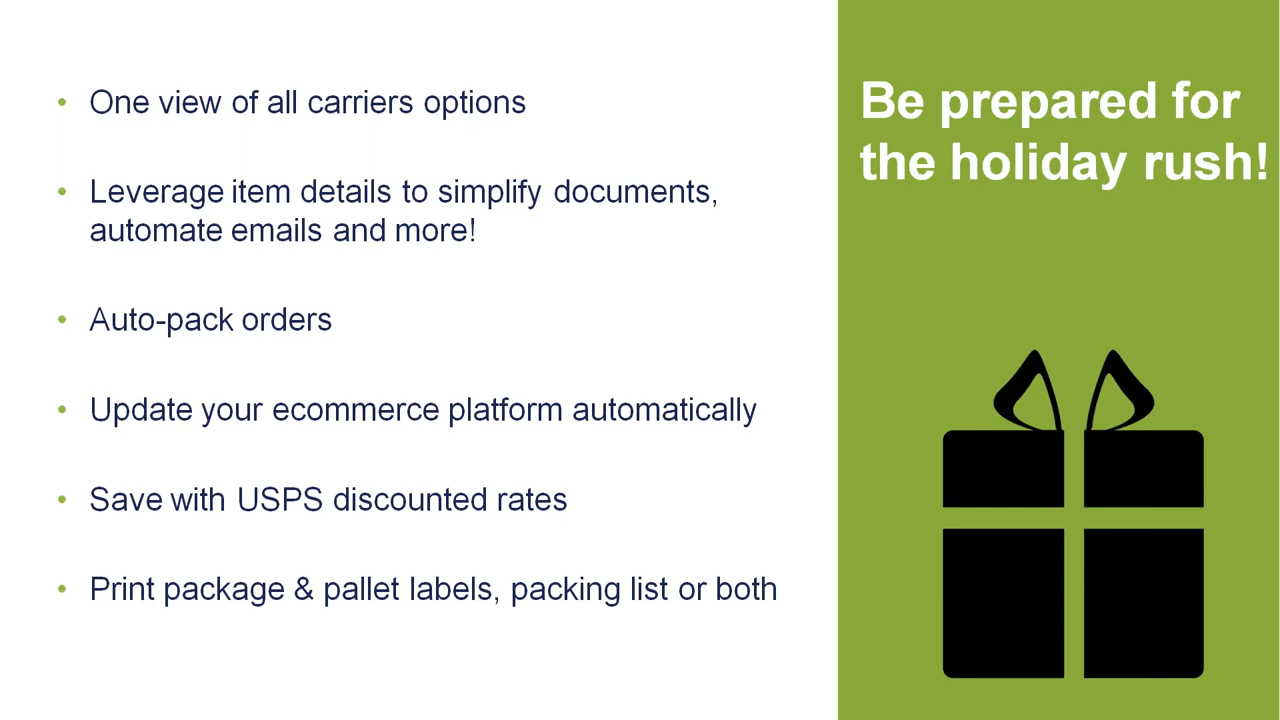 • One view of all carriers options
• Leverage item details to simplify documents,
automate emails and more!
• Auto-pack orders
• Update your ecommerce platform automatically
• Save with USPS discounted rates
• Print package & pallet labels, packing list or both
Be prepared for
the holiday rush!